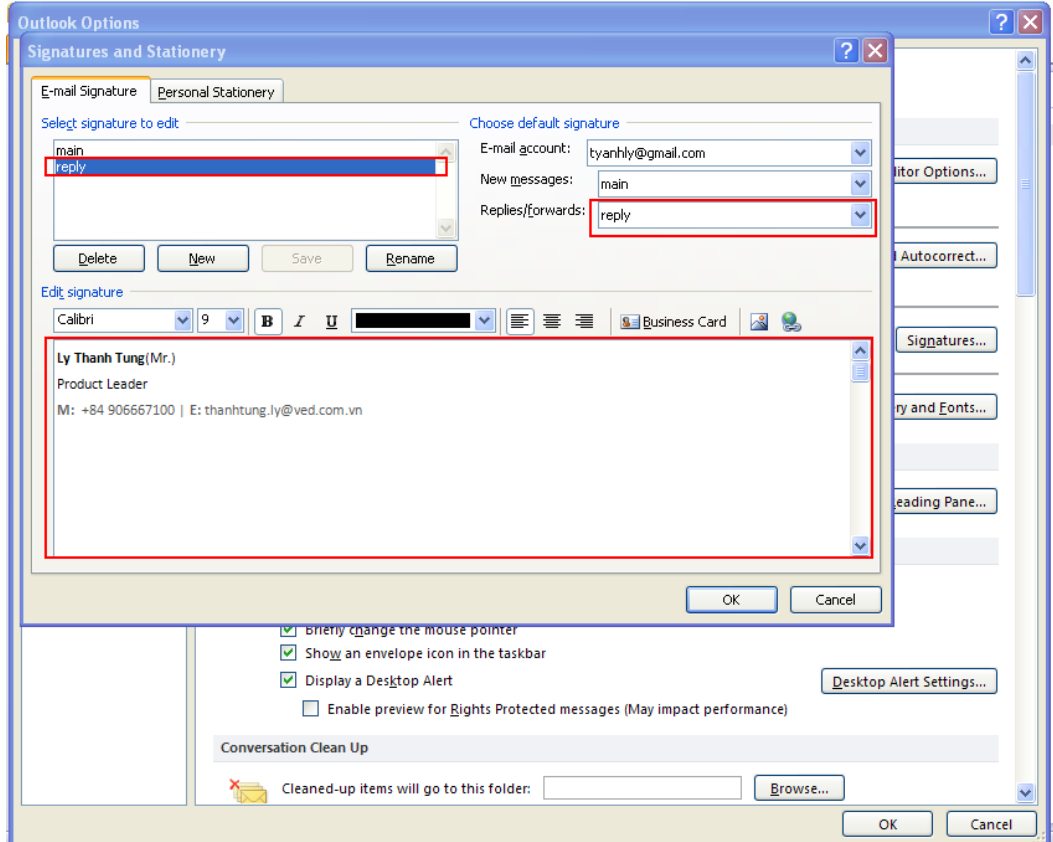 Outlook Options
Signatures and Stationery
E-mail Signature Personal Stationery
Select signature to edit
Choose default signature
main
reply
E-mail account: tyanhly@gmail.com
New messages: main
Replies/forwards: reply
Delete New Save Rename
Edit signature
Calibri 9 B I U Business Card
Ly Thanh Tung(Mr.)
Product Leader
M: +84 906667100 | E: thanhtung.ly@ved.com.vn
OK Cancel
itor Options...
Autocorrect...
Signatures...
ry and Fonts...
eading Pane...
Briefly change the mouse pointer
Show an envelope icon in the taskbar
Display a Desktop Alert
Desktop Alert Settings...
Enable preview for Rights Protected messages (May impact performance)
Conversation Clean Up
Cleaned-up items will go to this folder: Browse...
OK Cancel